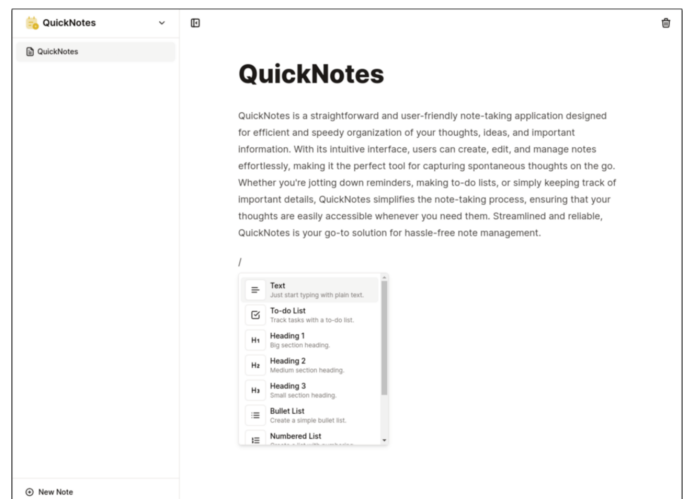 QuickNotes
QuickNotes
QuickNotes
QuickNotes is a straightforward and user-friendly note-taking application designed
for efficient and speedy organization of your thoughts, ideas, and important
information. With its intuitive interface, users can create, edit, and manage notes
effortlessly, making it the perfect tool for capturing spontaneous thoughts on the go.
Whether you're jotting down reminders, making to-do lists, or simply keeping track of
important details, QuickNotes simplifies the note-taking process, ensuring that your
thoughts are easily accessible whenever you need them. Streamlined and reliable,
QuickNotes is your go-to solution for hassle-free note management.
/
Text
Just start typing with plain text.
To-do List
Track tasks with a to-do list.
H1 Heading 1
Big section heading.
H2 Heading 2
Medium section heading.
H3 Heading 3
Small section heading.
Bullet List
Create a simple bullet list.
Numbered List
New Note